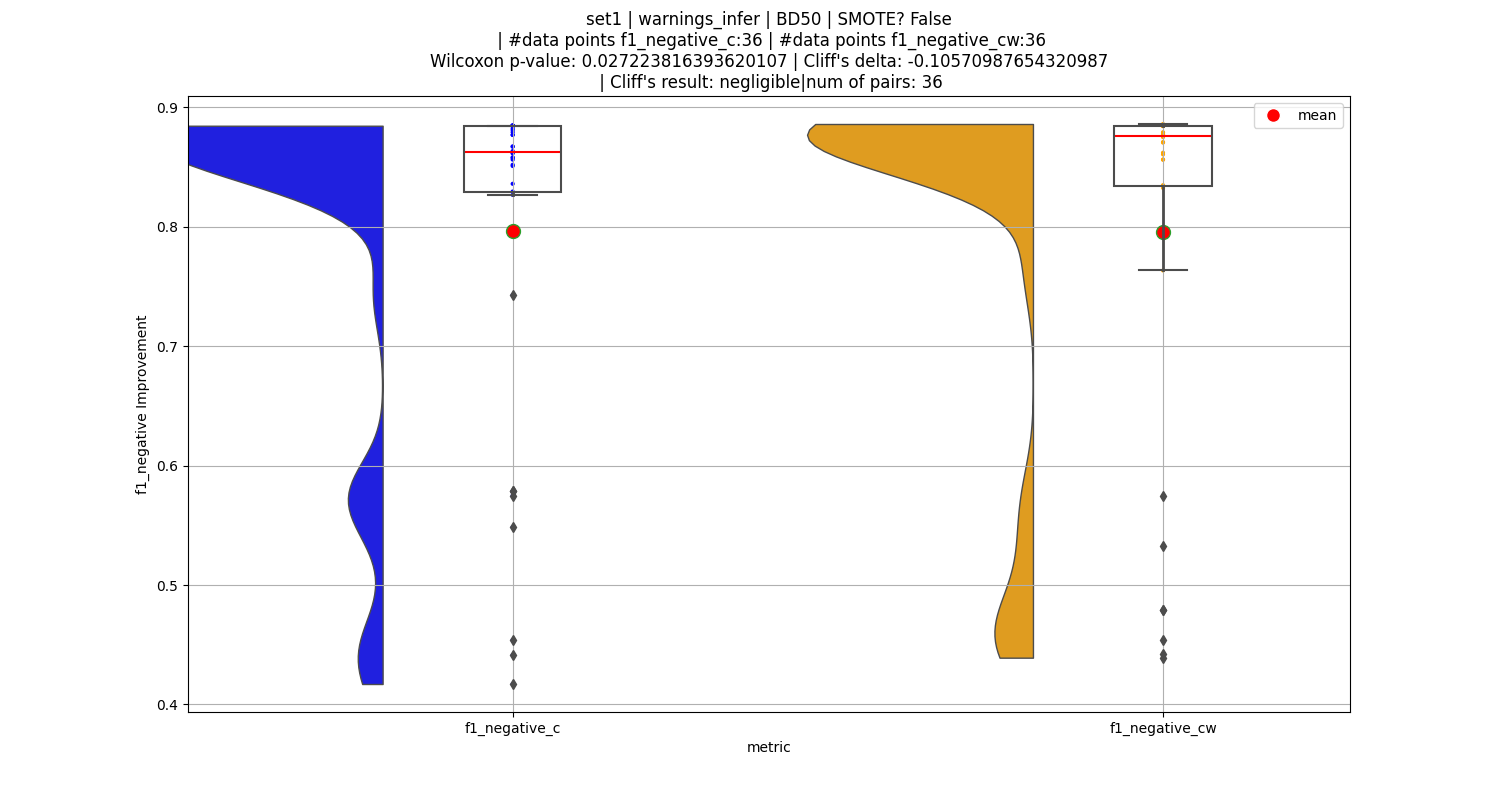 set1 | warnings_infer | BD50 | SMOTE? False
| #data points f1_negative_c:36 | #data points f1_negative_cw:36
Wilcoxon p-value: 0.027223816393620107 | Cliff's delta: -0.10570987654320987
| Cliff's result: negligible|num of pairs: 36
mean
0.9
0.8
0.7
0.6
0.5
0.4
f1_negative Improvement
f1_negative_c
f1_negative_cw
metric